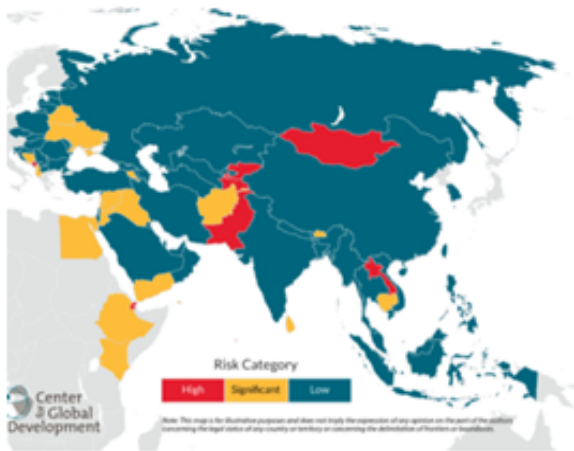 Risk Category
High Significant Low
Center
for Global
Development
Note: This map is for illustrative purposes and does not imply the expression of any opinion on the part of the authors
concerning the legal status of any country or territory or concerning the delimitation of frontiers or boundaries.